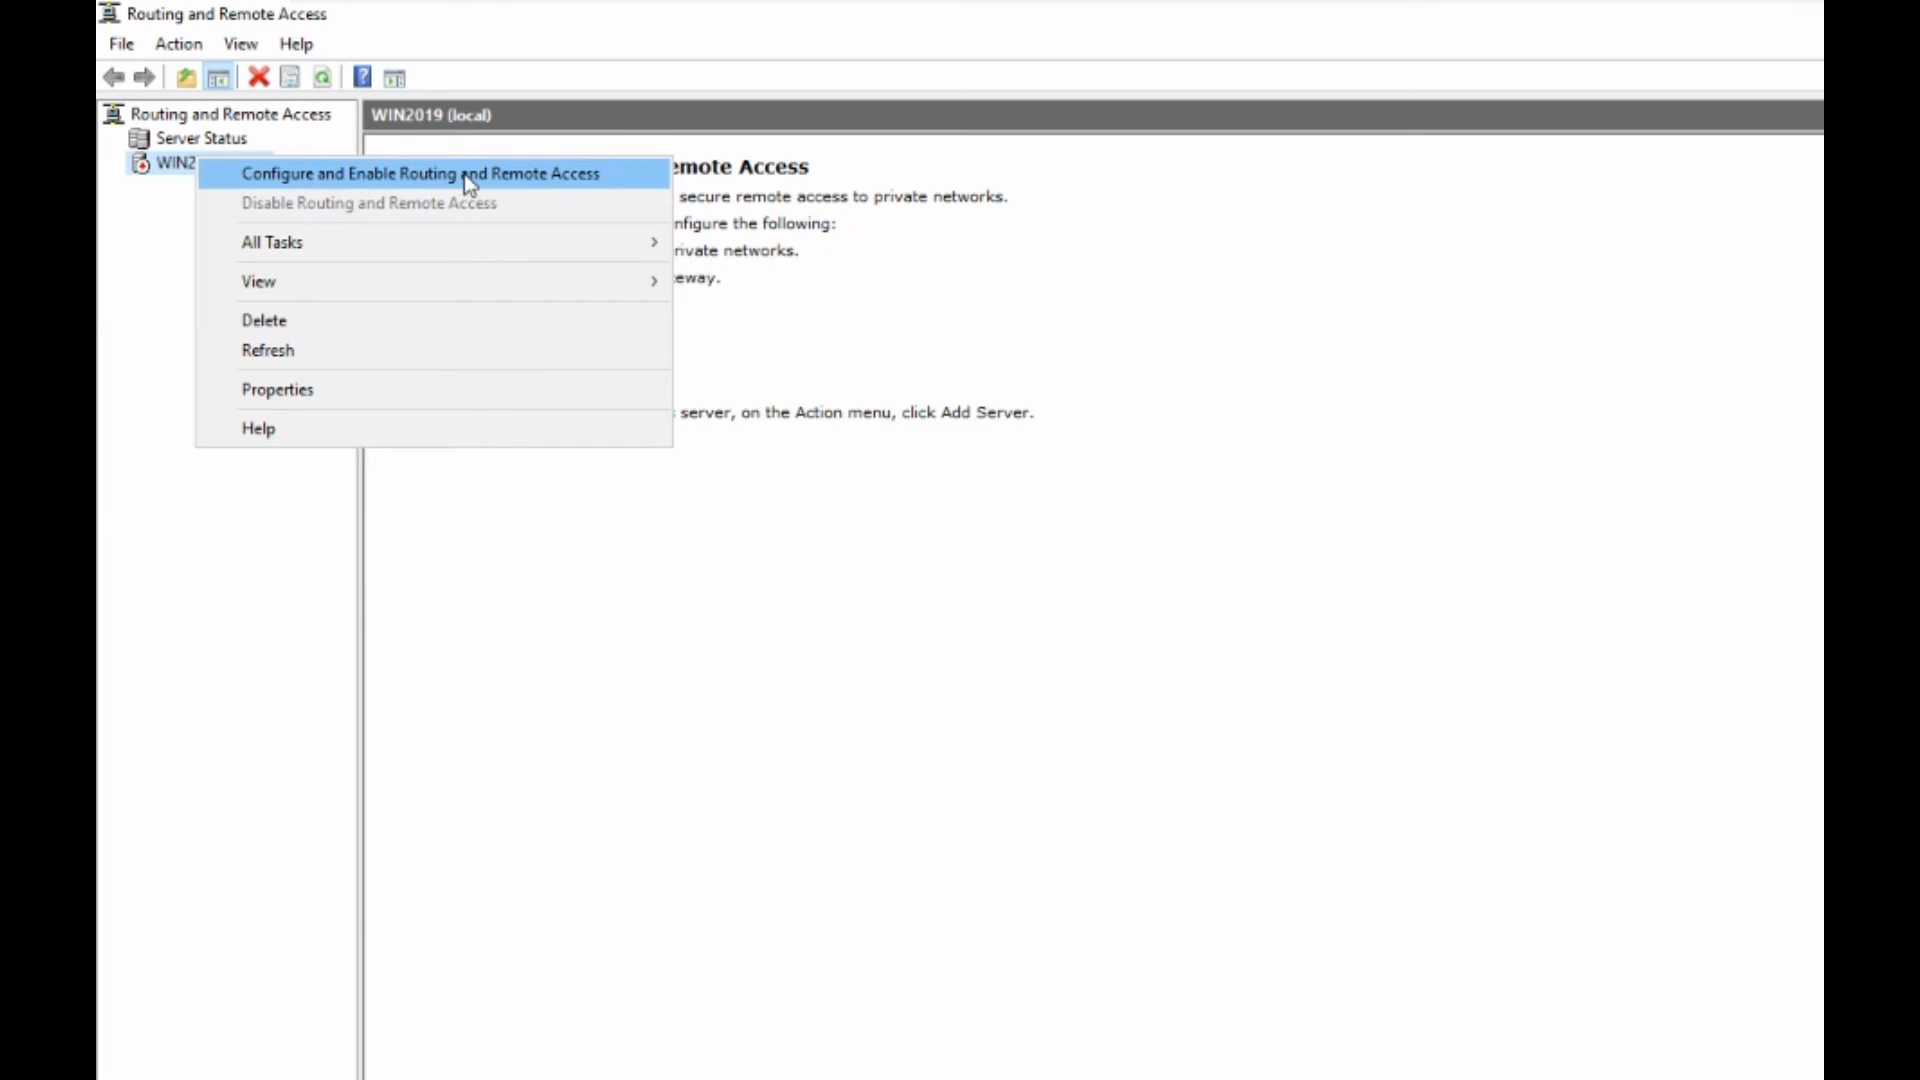 Routing and Remote Access
File Action View Help
Routing and Remote Access
Server Status
WIN2
WIN2019 (local)
Configure and Enable Routing and Remote Access
Disable Routing and Remote Access
All Tasks
View
Delete
Refresh
Properties
Help
emote Access
secure remote access to private networks.
nfigure the following:
rivate networks.
eway.
server, on the Action menu, click Add Server.